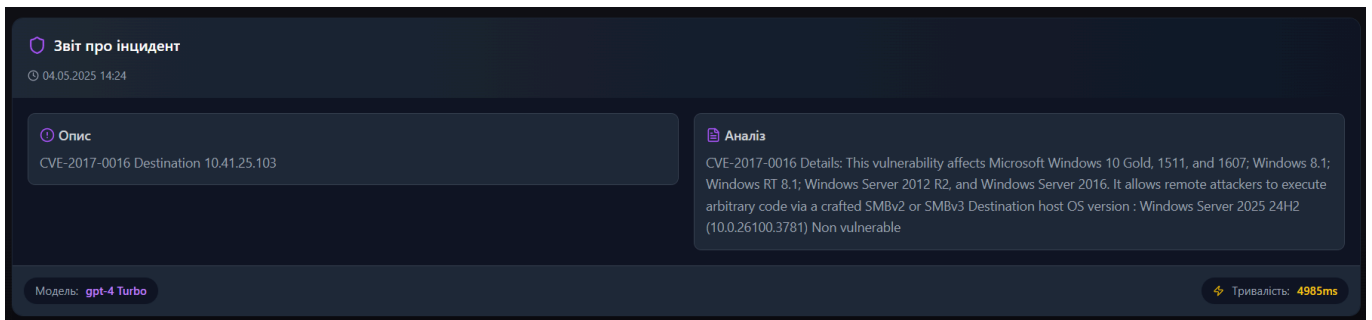 Звіт про інцидент
04.05.2025 14:24
Опис
CVE-2017-0016 Destination 10.41.25.103
Аналіз
CVE-2017-0016 Details: This vulnerability affects Microsoft Windows 10 Gold, 1511, and 1607; Windows 8.1;
Windows RT 8.1; Windows Server 2012 R2, and Windows Server 2016. It allows remote attackers to execute
arbitrary code via a crafted SMBv2 or SMBv3 Destination host OS version : Windows Server 2025 24H2
(10.0.26100.3781) Non vulnerable
Модель: gpt-4 Turbo
Тривалість: 4985ms